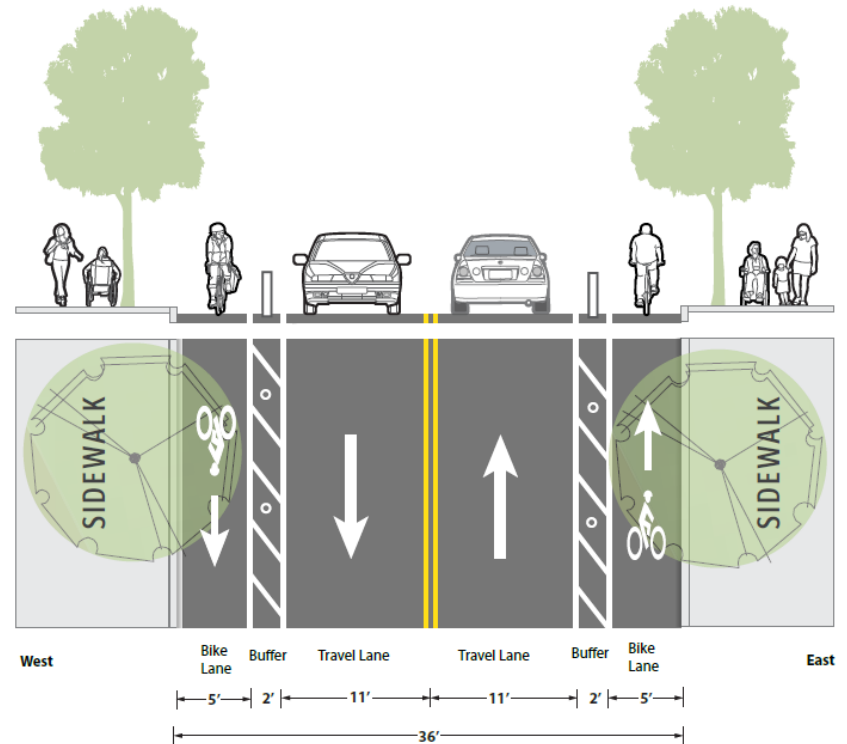 SIDEWALK
SIDEWALK
West
Bike
Lane
Buffer
Travel Lane
Travel Lane
Buffer
Bike
Lane
East
5'
2'
11'
11'
2'
5'
36'